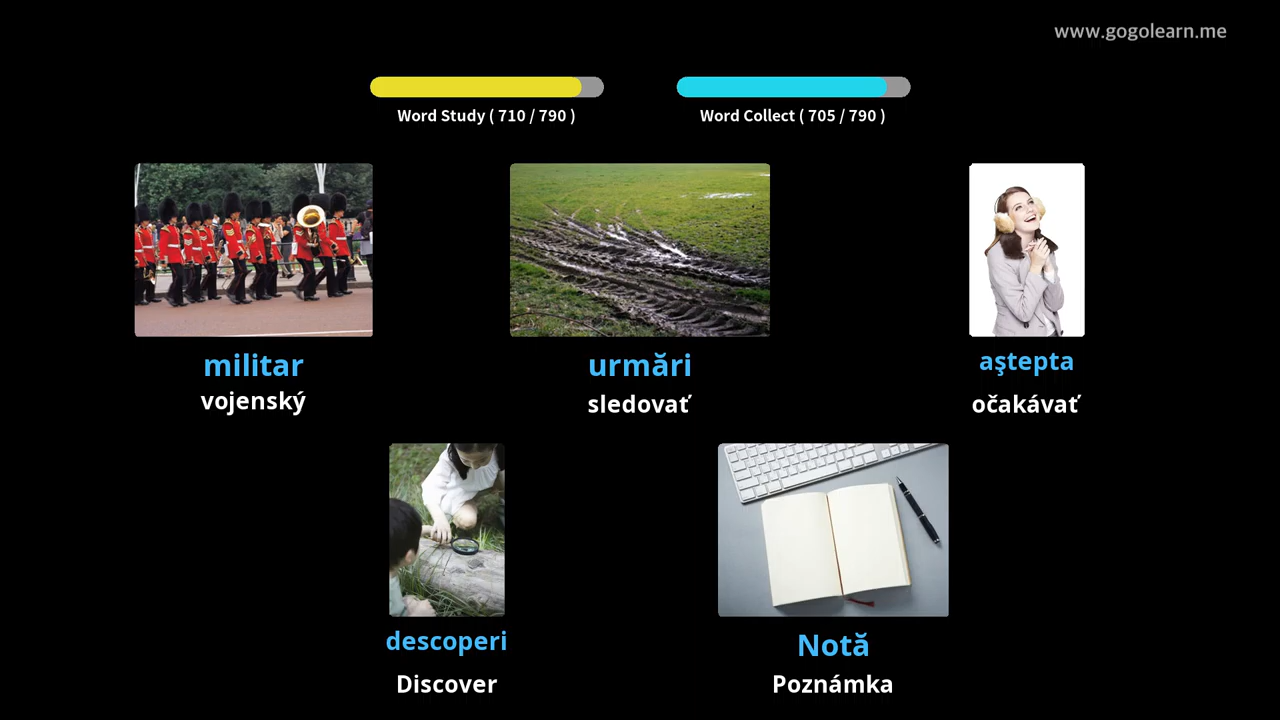 www.gogolearn.me
Word Study ( 710 / 790 )
Word Collect ( 705 / 790 )
militar
vojenský
urmări
sledovať
aştepta
očakávať
descoperi
Discover
Notă
Poznámka